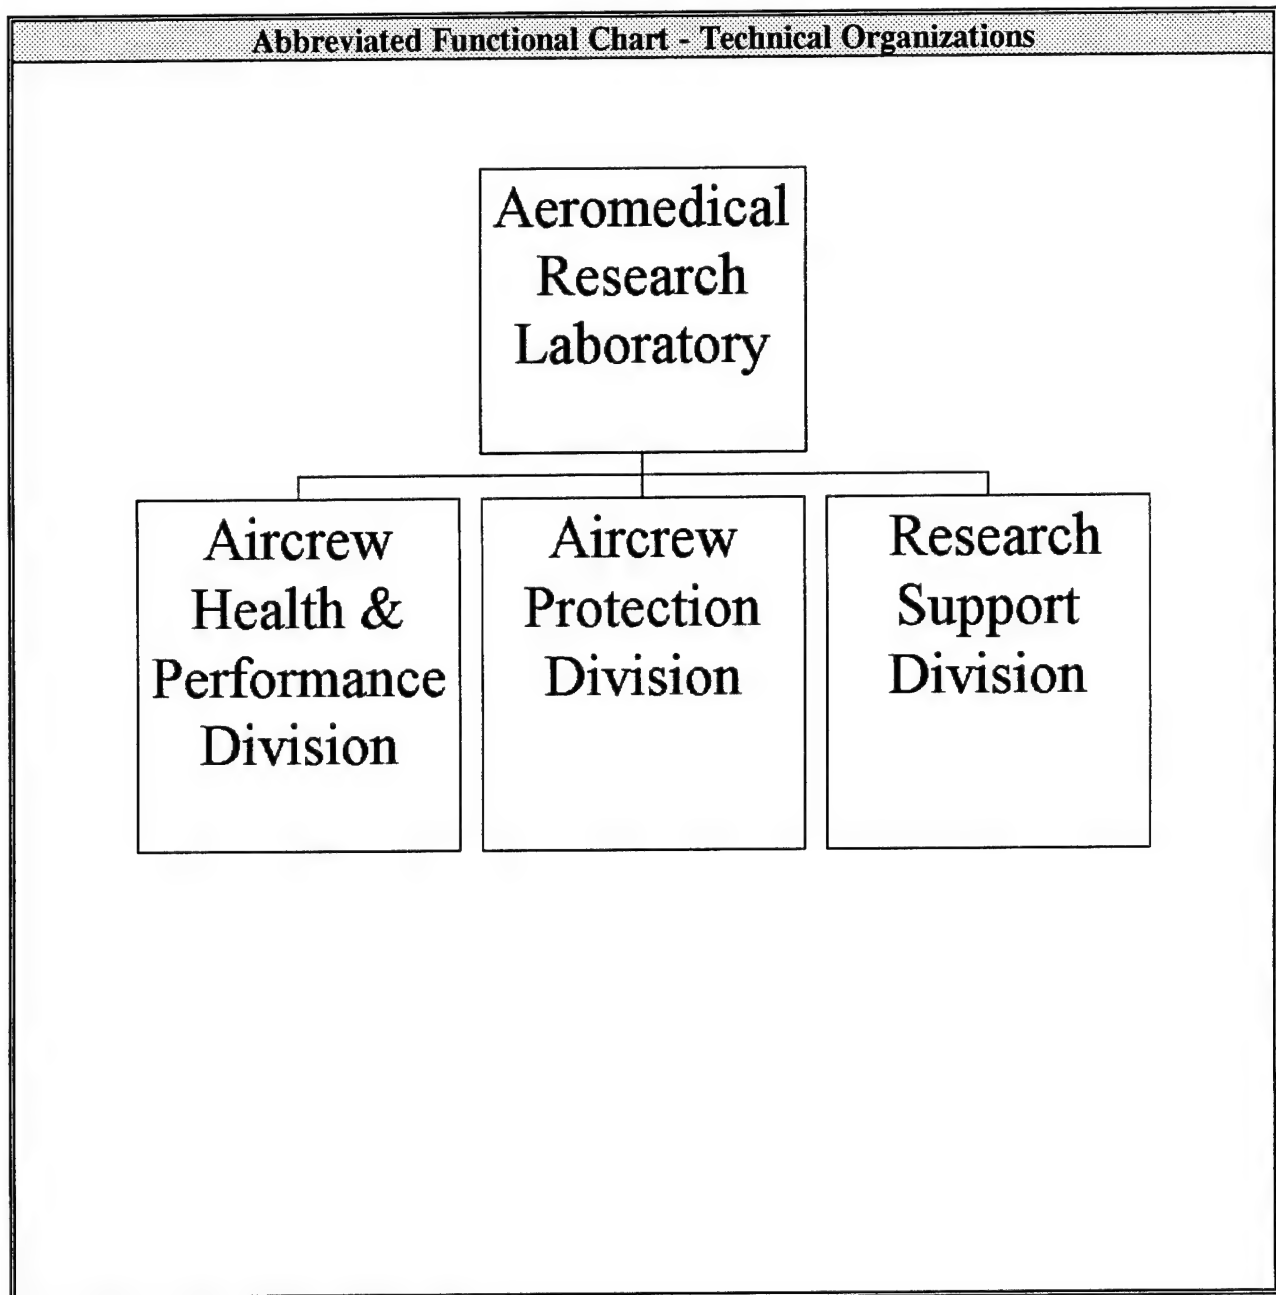 Abbreviated Functional Chart - Technical Organizations
Aeromedical
Research
Laboratory
Aircrew
Health &
Performance
Division
Aircrew
Protection
Division
Research
Support
Division